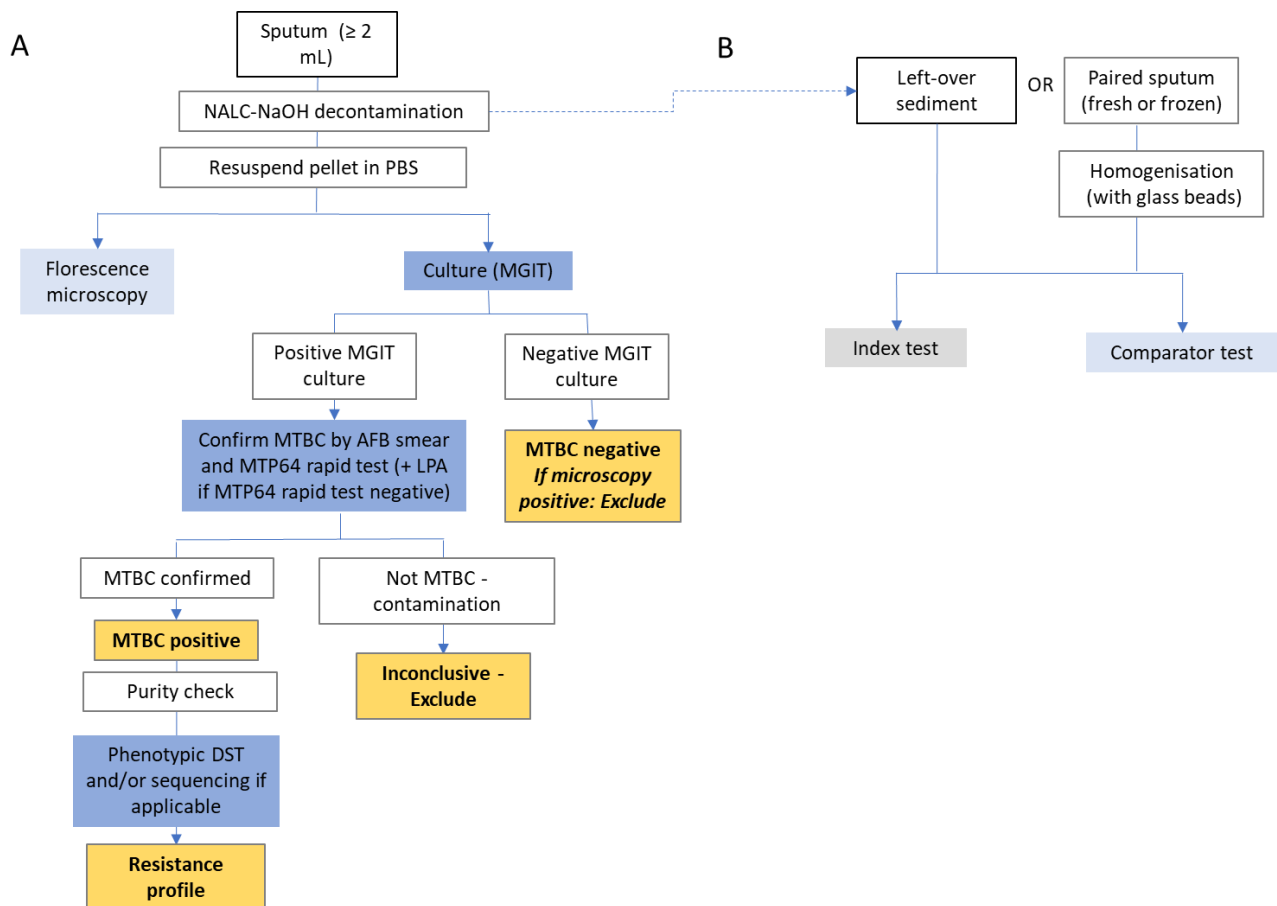 A
Sputum (≥ 2
mL)
NALC-NaOH decontamination
Resuspend pellet in PBS
Florescence
microscopy
Culture (MGIT)
Positive MGIT
culture
Negative MGIT
culture
Confirm MTBC by AFB smear
and MTP64 rapid test (+ LPA
if MTP64 rapid test negative)
MTBC negative
If microscopy
positive: Exclude
MTBC confirmed
Not MTBC -
contamination
MTBC positive
Inconclusive -
Exclude
Purity check
Phenotypic DST
and/or sequencing if
applicable
Resistance
profile
B
Left-over
sediment
OR
Paired sputum
(fresh or frozen)
Homogenisation
(with glass beads)
Index test
Comparator test